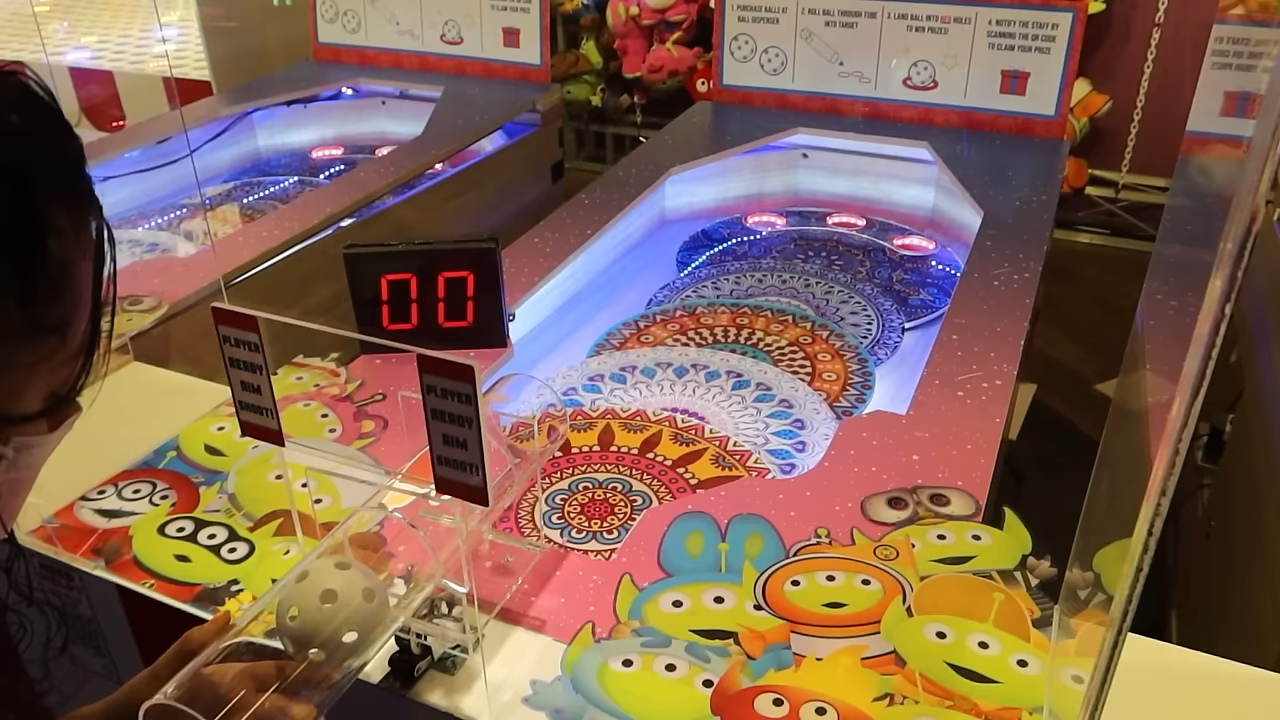 TO CLAIM YOUR PRIZE
1. PURCHASE BALLS AT
BALL DISPENSER
2. ROLL BALL THROUGH TUBE
INTO TARGET
3. LAND BALL INTO RED HOLES
TO WIN PRIZES!
4. NOTIFY THE STAFF BY
SCANNING THE QR CODE
TO CLAIM YOUR PRIZE
00
PLAYER
READY
AIM
SHOOT!
PLAYER
READY
AIM
SHOOT!